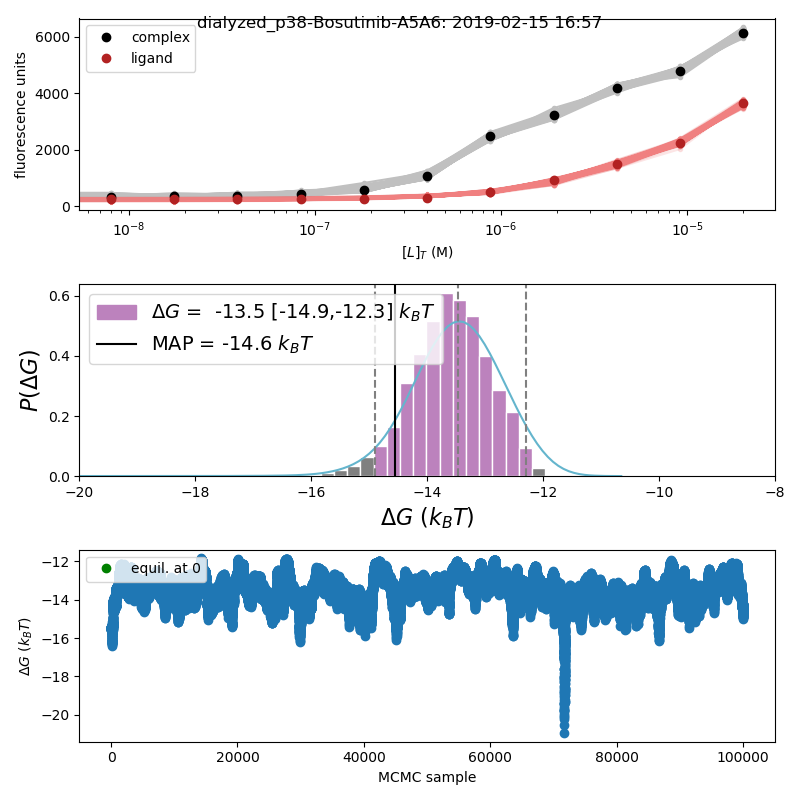 dialyzed_p38-Bosutinib-A5A6: 2019-02-15 16:57
complex
ligand
fluorescence units
6000
4000
2000
0
10⁻⁸ 10⁻⁷ 10⁻⁶ 10⁻⁵
[L]_T (M)
ΔG = -13.5 [-14.9,-12.3] k_BT
MAP = -14.6 k_BT
P(ΔG)
0.6
0.4
0.2
0.0
−20 −18 −16 −14 −12 −10 −8
ΔG (k_BT)
equil. at 0
ΔG (k_BT)
−12
−14
−16
−18
−20
0 20000 40000 60000 80000 100000
MCMC sample